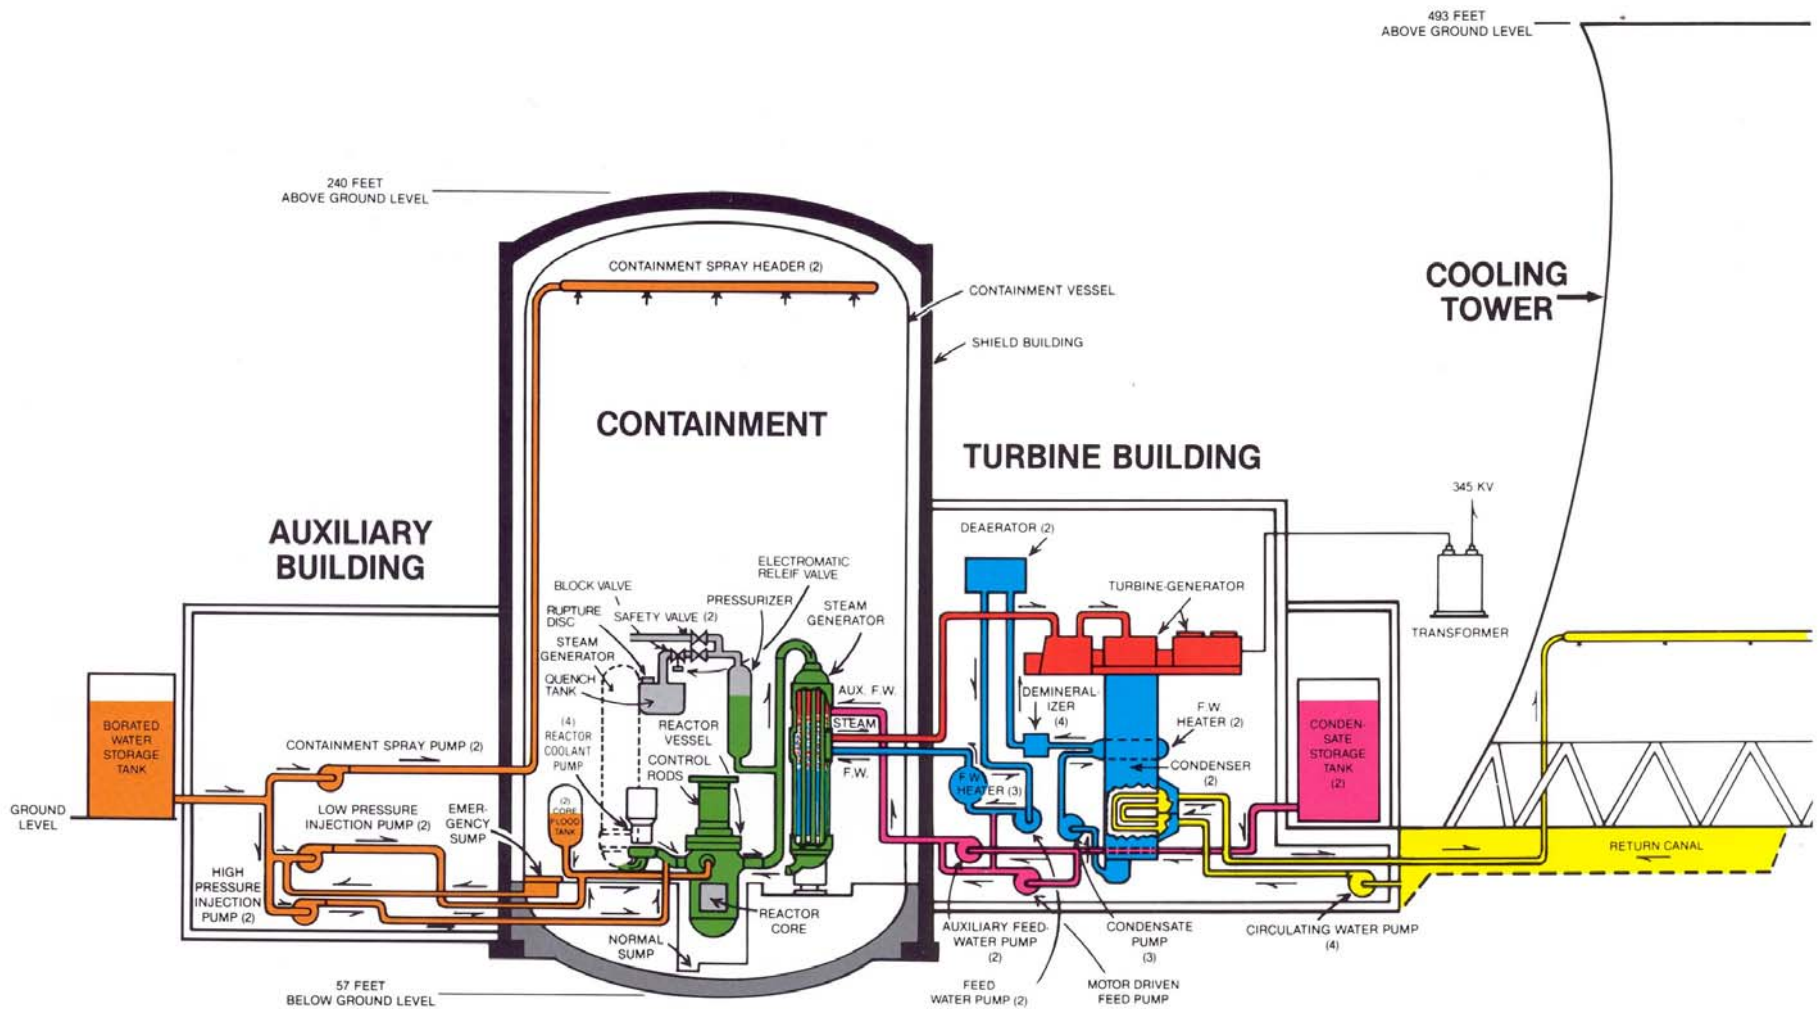 493 FEET
ABOVE GROUND LEVEL
240 FEET
ABOVE GROUND LEVEL
CONTAINMENT SPRAY HEADER (2)
CONTAINMENT VESSEL
COOLING
TOWER
SHIELD BUILDING
CONTAINMENT
TURBINE BUILDING
345 KV
AUXILIARY
BUILDING
DEAERATOR (2)
ELECTROMATIC
RELEIF VALVE
BLOCK VALVE
PRESSURIZER
STEAM
GENERATOR
TURBINE-GENERATOR
RUPTURE
DISC
SAFETY VALVE (2)
TRANSFORMER
STEAM
GENERATOR
QUENCH
TANK
AUX. F.W.
STEAM
F.W.
DEMINERAL-
IZER
(4)
F.W.
HEATER (2)
CONDENSER
(2)
CONDEN-
SATE
STORAGE
TANK
(2)
BORATED
WATER
STORAGE
TANK
CONTAINMENT SPRAY PUMP (2)
(4)
REACTOR
COOLANT
PUMP
REACTOR
VESSEL
CONTROL
RODS
F.W.
HEATER (3)
GROUND
LEVEL
LOW PRESSURE
INJECTION PUMP (2)
EMER-
GENCY
SUMP
(2)
CORE
FLOOD
TANK
RETURN CANAL
HIGH
PRESSURE
INJECTION
PUMP (2)
REACTOR
CORE
NORMAL
SUMP
AUXILIARY FEED-
WATER PUMP
(2)
CONDENSATE
PUMP
(3)
CIRCULATING WATER PUMP
(4)
57 FEET
BELOW GROUND LEVEL
FEED
WATER PUMP (2)
MOTOR DRIVEN
FEED PUMP